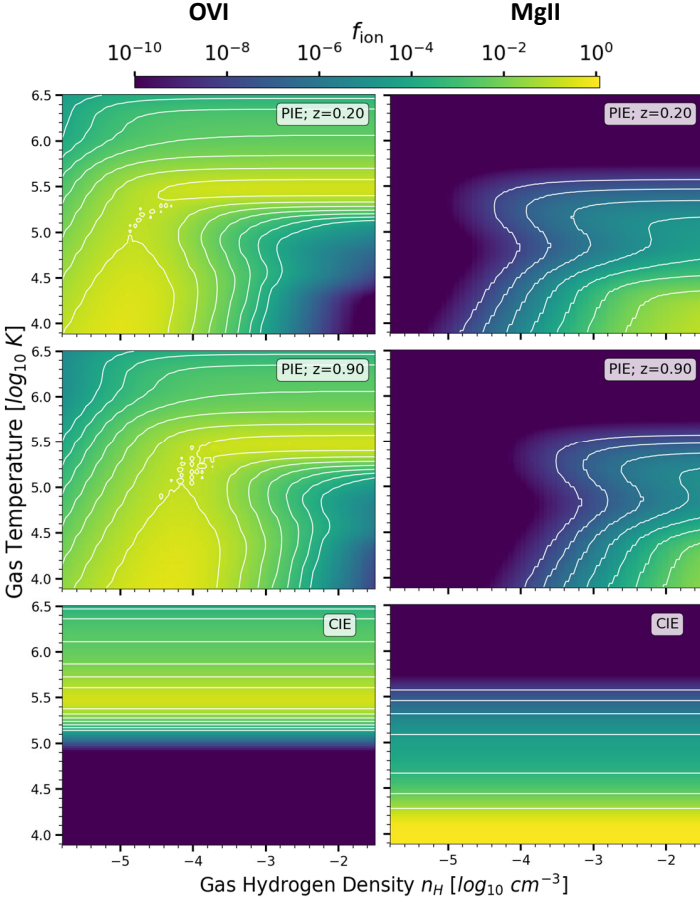 OVI MgII
f_ion
10^−10 10^−8 10^−6 10^−4 10^−2 10^0
6.5 PIE; z=0.20 PIE; z=0.20
6.0
5.5
5.0
4.5
4.0
6.5 PIE; z=0.90 PIE; z=0.90
6.0
5.5
5.0
4.5
4.0
Gas Temperature [log_10 K]
6.5 CIE CIE
6.0
5.5
5.0
4.5
4.0
−5 −4 −3 −2 −5 −4 −3 −2
Gas Hydrogen Density n_H [log_10 cm^−3]